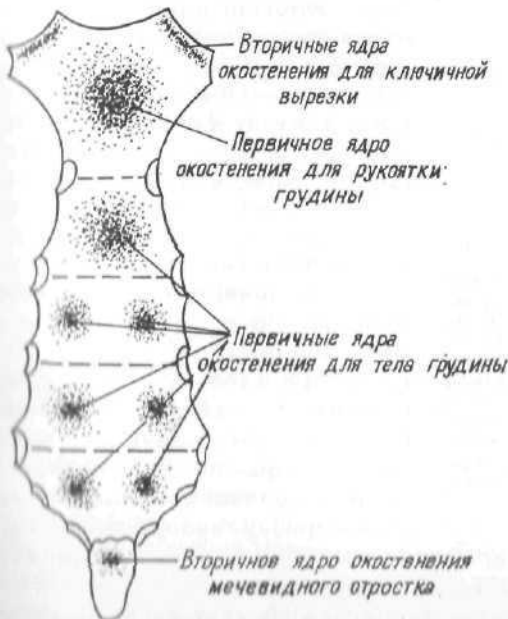 Вторичные ядра
окостенения для ключичной
вырезки
Первичное ядро
окостенения для рукоятки
грудины
Первичные ядра
окостенения для тела грудины
Вторичное ядро окостенения
мечевидного отростка